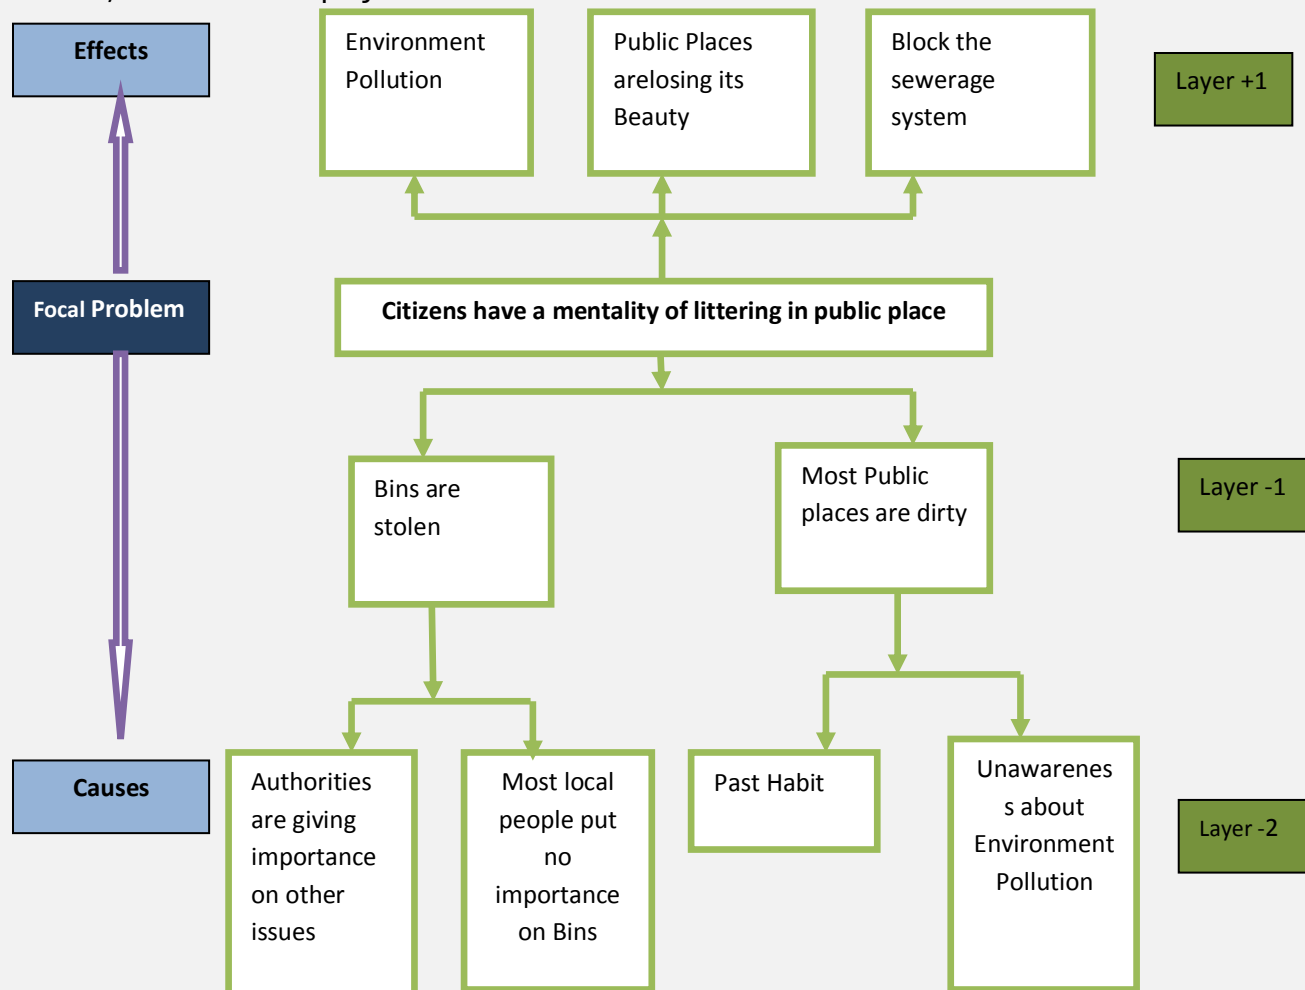 Effects
Environment
Pollution
Public Places
arelosing its
Beauty
Block the
sewerage
system
Layer +1
Focal Problem
Citizens have a mentality of littering in public place
Bins are
stolen
Most Public
places are dirty
Layer -1
Causes
Authorities
are giving
importance
on other
issues
Most local
people put
no
importance
on Bins
Past Habit
Unawarenes
s about
Environment
Pollution
Layer -2